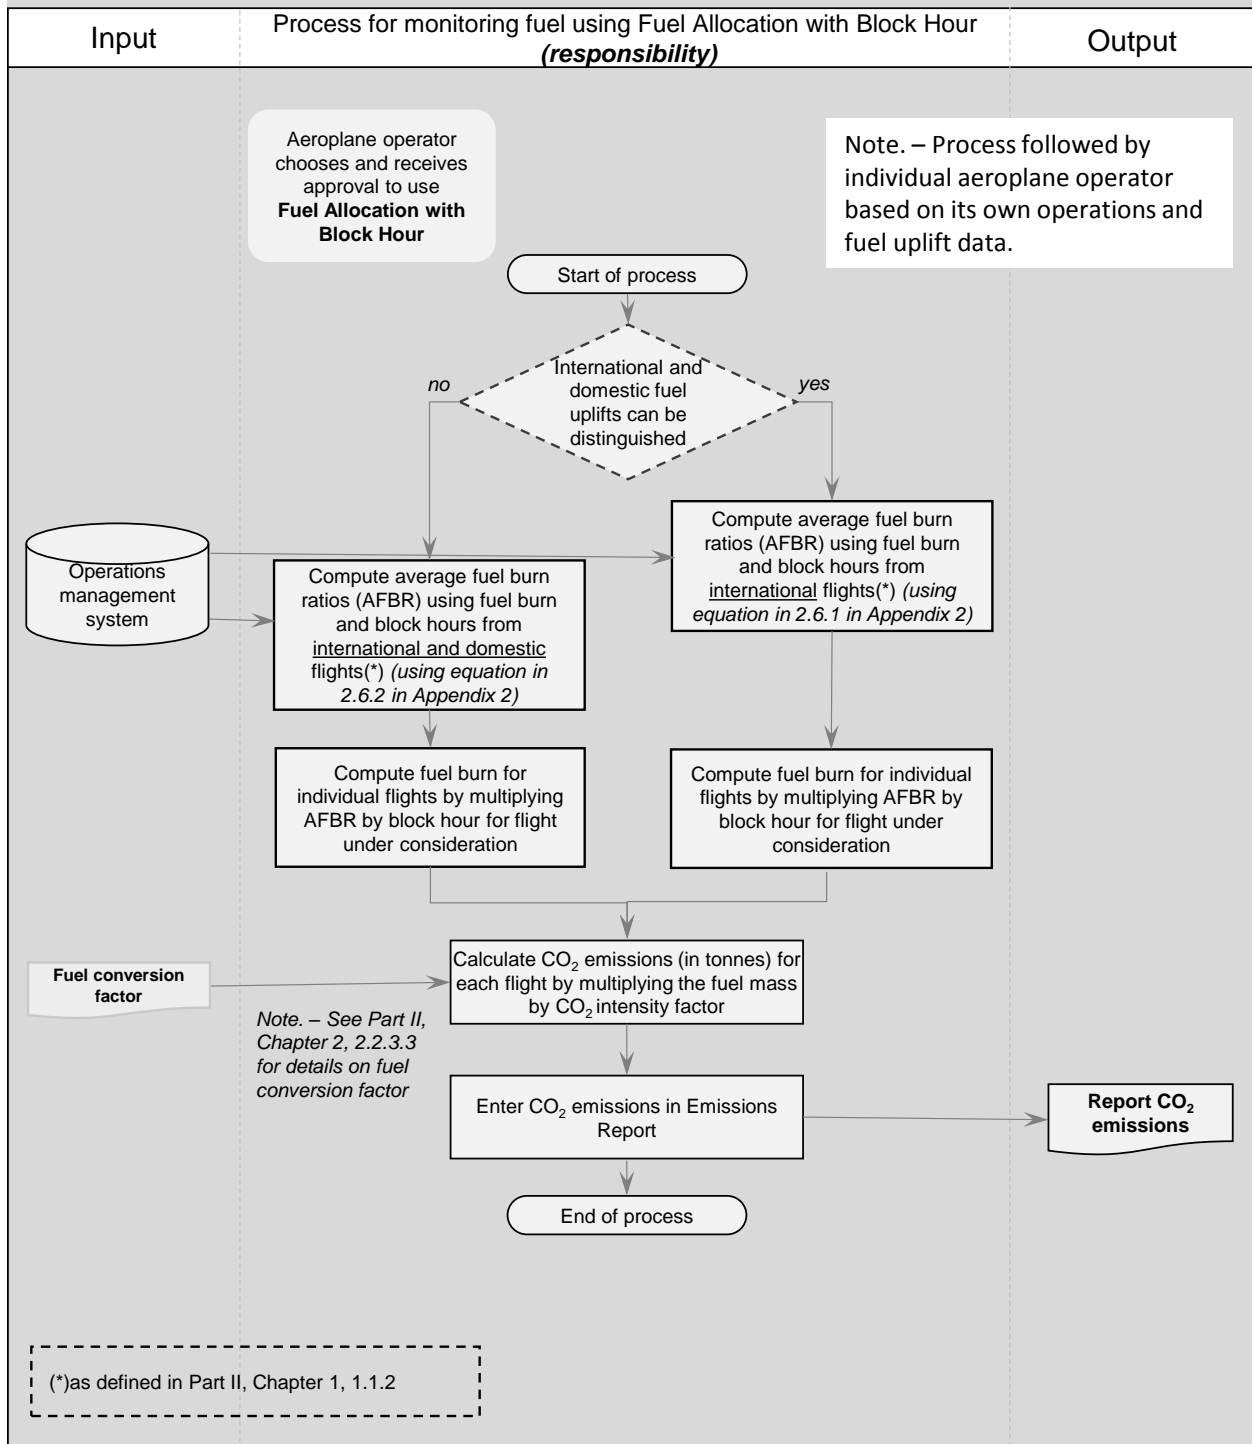 Input
Process for monitoring fuel using Fuel Allocation with Block Hour
(responsibility)
Output
Aeroplane operator
chooses and receives
approval to use
Fuel Allocation with
Block Hour
Note. – Process followed by
individual aeroplane operator
based on its own operations and
fuel uplift data.
Start of process
International and
domestic fuel
uplifts can be
distinguished
no
yes
Operations
management
system
Compute average fuel burn
ratios (AFBR) using fuel burn
and block hours from
international flights(*) (using
equation in 2.6.1 in Appendix 2)
Compute average fuel burn
ratios (AFBR) using fuel burn
and block hours from
international and domestic
flights(*) (using equation in
2.6.2 in Appendix 2)
Compute fuel burn for
individual flights by multiplying
AFBR by block hour for flight
under consideration
Compute fuel burn for individual
flights by multiplying AFBR by
block hour for flight under
consideration
Fuel conversion
factor
Calculate CO₂ emissions (in tonnes) for
each flight by multiplying the fuel mass
by CO₂ intensity factor
Note. – See Part II,
Chapter 2, 2.2.3.3
for details on fuel
conversion factor
Enter CO₂ emissions in Emissions
Report
Report CO₂
emissions
End of process
(*)as defined in Part II, Chapter 1, 1.1.2